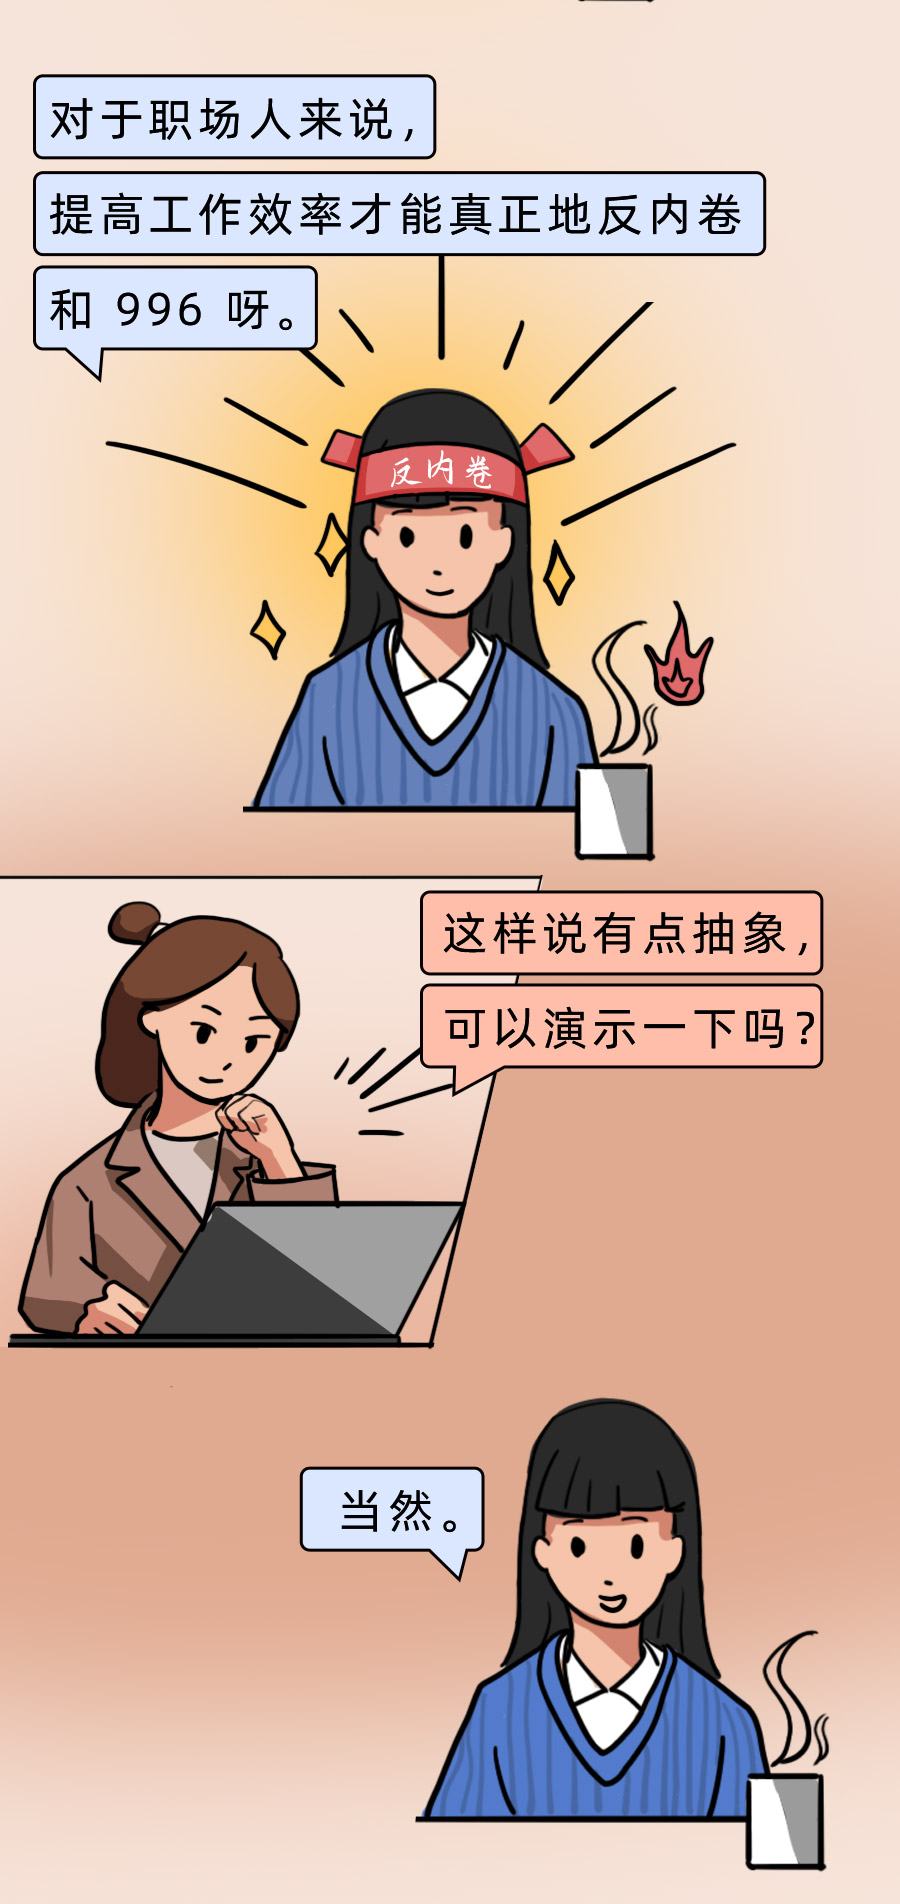 对于职场人来说，
提高工作效率才能真正地反内卷
和 996 呀。
反内卷
这样说有点抽象，
可以演示一下吗？
当然。